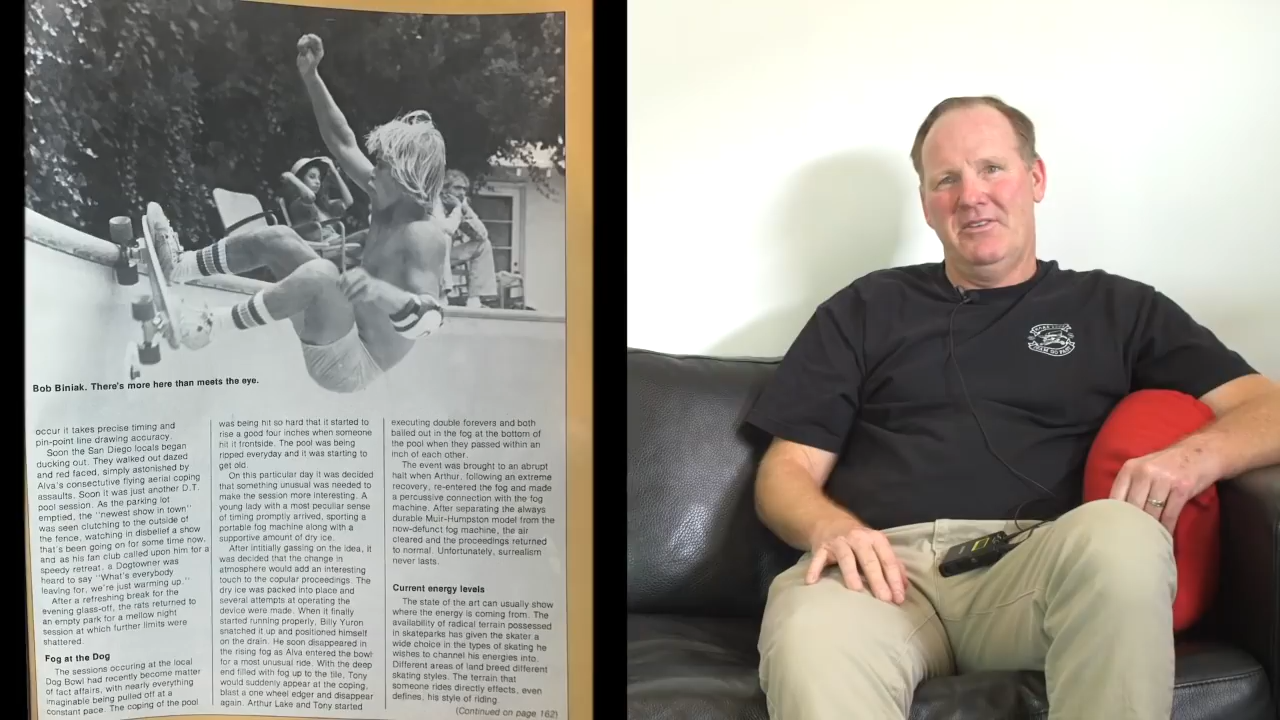 Bob Biniak. There's more here than meets the eye.
occur it takes precise timing and
pin-point line drawing accuracy.
Soon the San Diego locals began
ducking out. They walked out dazed
and red faced, simply astonished by
Alva's consecutive flying aerial coping
assaults. Soon it was just another D.T.
pool session. As the parking lot
emptied, the "newest show in town"
was seen clutching to the outside of
the fence, watching in disbelief a show
that's been going on for some time now,
and as his fan club called upon him for a
speedy retreat, a Dogtowner was
heard to say "What's everybody
leaving for, we're just warming up."
After a refreshing break for the
evening glass-off, the rats returned to
an empty park for a mellow night
session at which further limits were
shattered.
Fog at the Dog
The sessions occuring at the local
Dog Bowl had recently become matter
of fact affairs, with nearly everything
imaginable being pulled off at a
constant pace. The coping of the pool
was being hit so hard that it started to
rise a good four inches when someone
hit it frontside. The pool was being
ripped everyday and it was starting to
get old.
On this particular day it was decided
that something unusual was needed to
make the session more interesting. A
young lady with a most peculiar sense
of timing promptly arrived, sporting a
portable fog machine along with a
supportive amount of dry ice.
After intitially gassing on the idea, it
was decided that the change in
atmosphere would add an interesting
touch to the copular proceedings. The
dry ice was packed into place and
several attempts at operating the
device were made. When it finally
started running properly, Billy Yuron
snatched it up and positioned himself
on the drain. He soon disappeared in
the rising fog as Alva entered the bowl
for a most unusual ride. With the deep
end filled with fog up to the tile, Tony
would suddenly appear at the coping,
blast a one wheel edger and disappear
again. Arthur Lake and Tony started
executing double forevers and both
bailed out in the fog at the bottom of
the pool when they passed within an
inch of each other.
The event was brought to an abrupt
halt when Arthur, following an extreme
recovery, re-entered the fog and made
a percussive connection with the fog
machine. After separating the always
durable Muir-Humpston model from the
now-defunct fog machine, the air
cleared and the proceedings returned
to normal. Unfortunately, surrealism
never lasts.
Current energy levels
The state of the art can usually show
where the energy is coming from. The
availability of radical terrain possessed
in skateparks has given the skater a
wide choice in the types of skating he
wishes to channel his energies into.
Different areas of land breed different
skating styles. The terrain that
someone rides directly effects, even
defines, his style of riding.
(Continued on page 162)